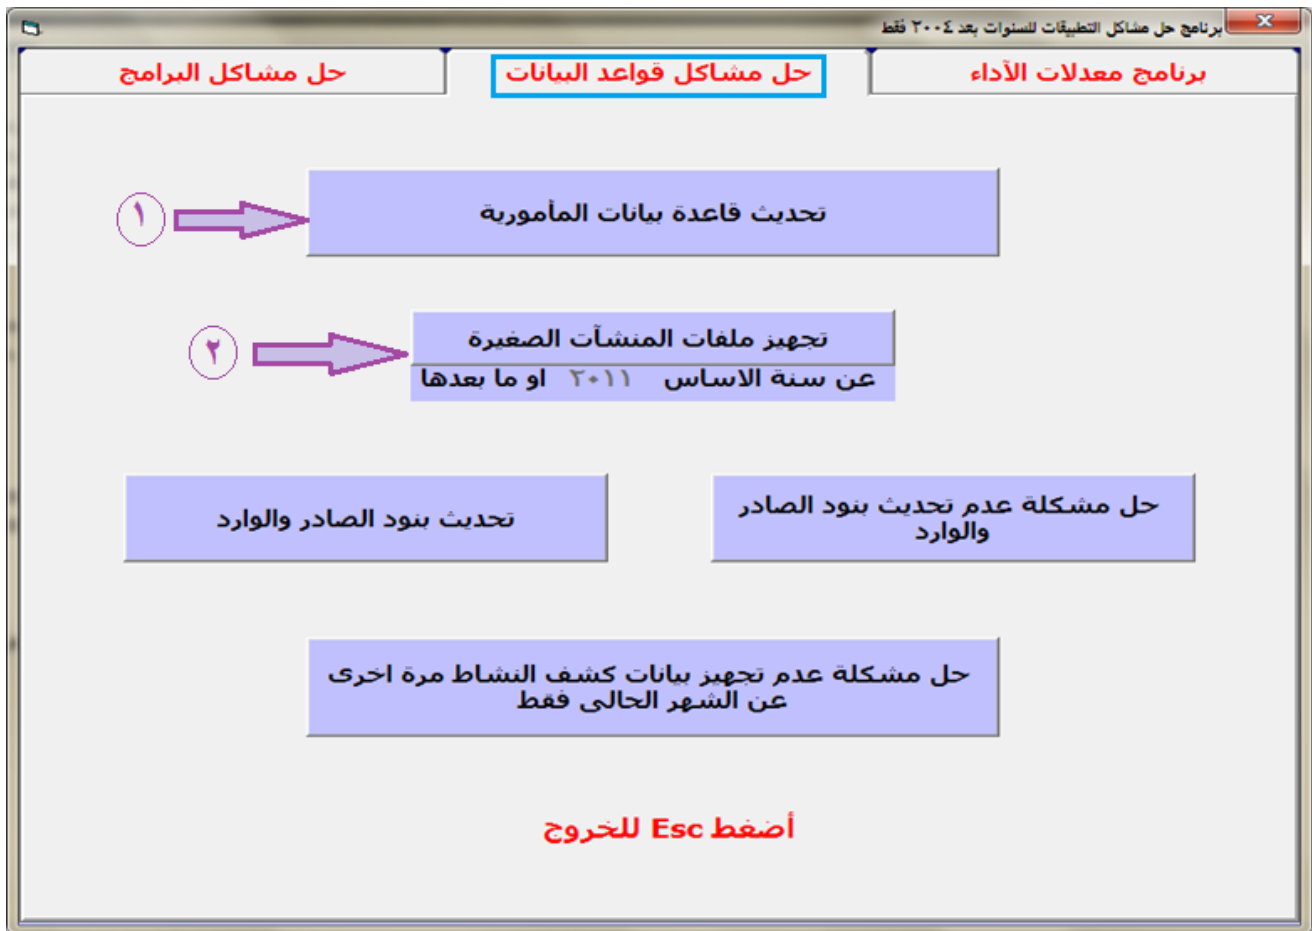 برنامج حل مشاكل التطبيقات للسنوات بعد ٢٠٠٤ فقط
برنامج معدلات الآداء
حل مشاكل قواعد البيانات
حل مشاكل البرامج
تحديث قاعدة بيانات المأمورية
١
تجهيز ملفات المنشآت الصغيرة
٢
عن سنة الاساس ٢٠١١ او ما بعدها
حل مشكلة عدم تحديث بنود الصادر
والوارد
تحديث بنود الصادر والوارد
حل مشكلة عدم تجهيز بيانات كشف النشاط مرة اخرى
عن الشهر الحالى فقط
أضغط Esc للخروج